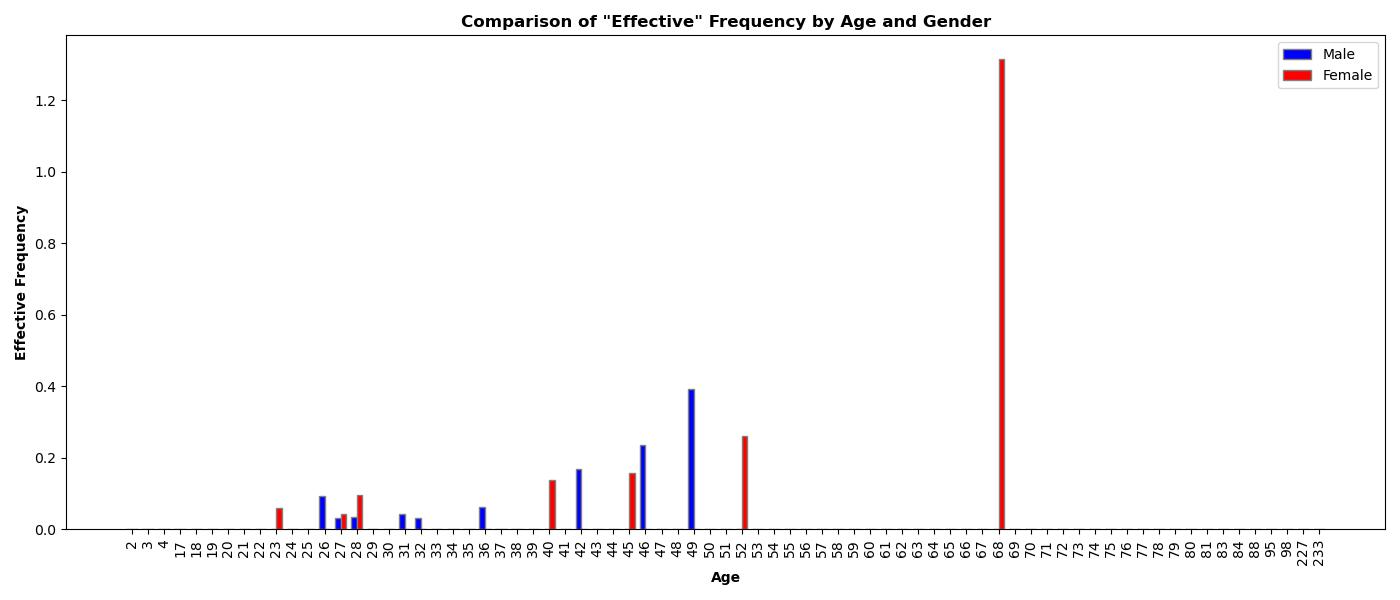 Comparison of "Effective" Frequency by Age and Gender
Male
Female
Effective Frequency
1.2
1.0
0.8
0.6
0.4
0.2
0.0
2 3 4 17 18 19 20 21 22 23 24 25 26 27 28 29 30 31 32 33 34 35 36 37 38 39 40 41 42 43 44 45 46 47 48 49 50 51 52 53 54 55 56 57 58 59 60 61 62 63 64 65 66 67 68 69 70 71 72 73 74 75 76 77 78 79 80 81 83 84 88 95 98 227 233
Age